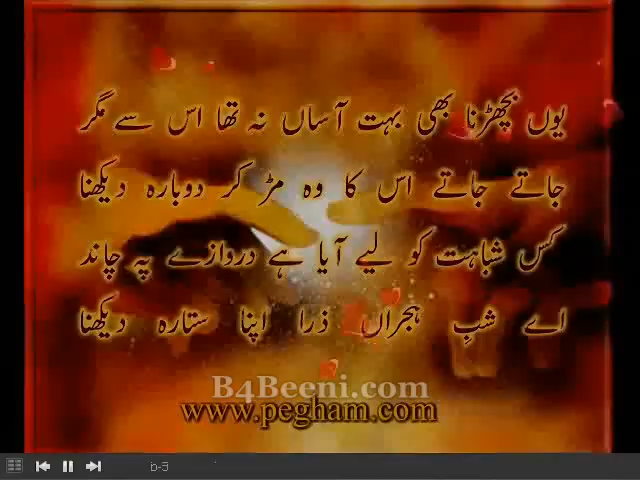 یوں بچھڑنا بھی بہت آساں نہ تھا اس سے مگر
جاتے جاتے اس کا وہ مڑ کر دوبارہ دیکھنا
کس شباہت کو لیے آیا ہے دروازے پہ چاند
اے شبِ ہجراں ذرا اپنا ستارہ دیکھنا
B4Beeni.com
www.pegham.com
b-9